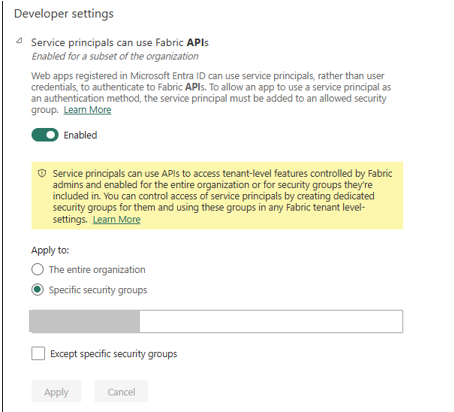 Developer settings
Service principals can use Fabric APIs
Enabled for a subset of the organization
Web apps registered in Microsoft Entra ID can use service principals, rather than user
credentials, to authenticate to Fabric APIs. To allow an app to use a service principal as
an authentication method, the service principal must be added to an allowed security
group. Learn More
Enabled
Service principals can use APIs to access tenant-level features controlled by Fabric
admins and enabled for the entire organization or for security groups they're
included in. You can control access of service principals by creating dedicated
security groups for them and using these groups in any Fabric tenant level-
settings. Learn More
Apply to:
The entire organization
Specific security groups
Except specific security groups
Apply Cancel